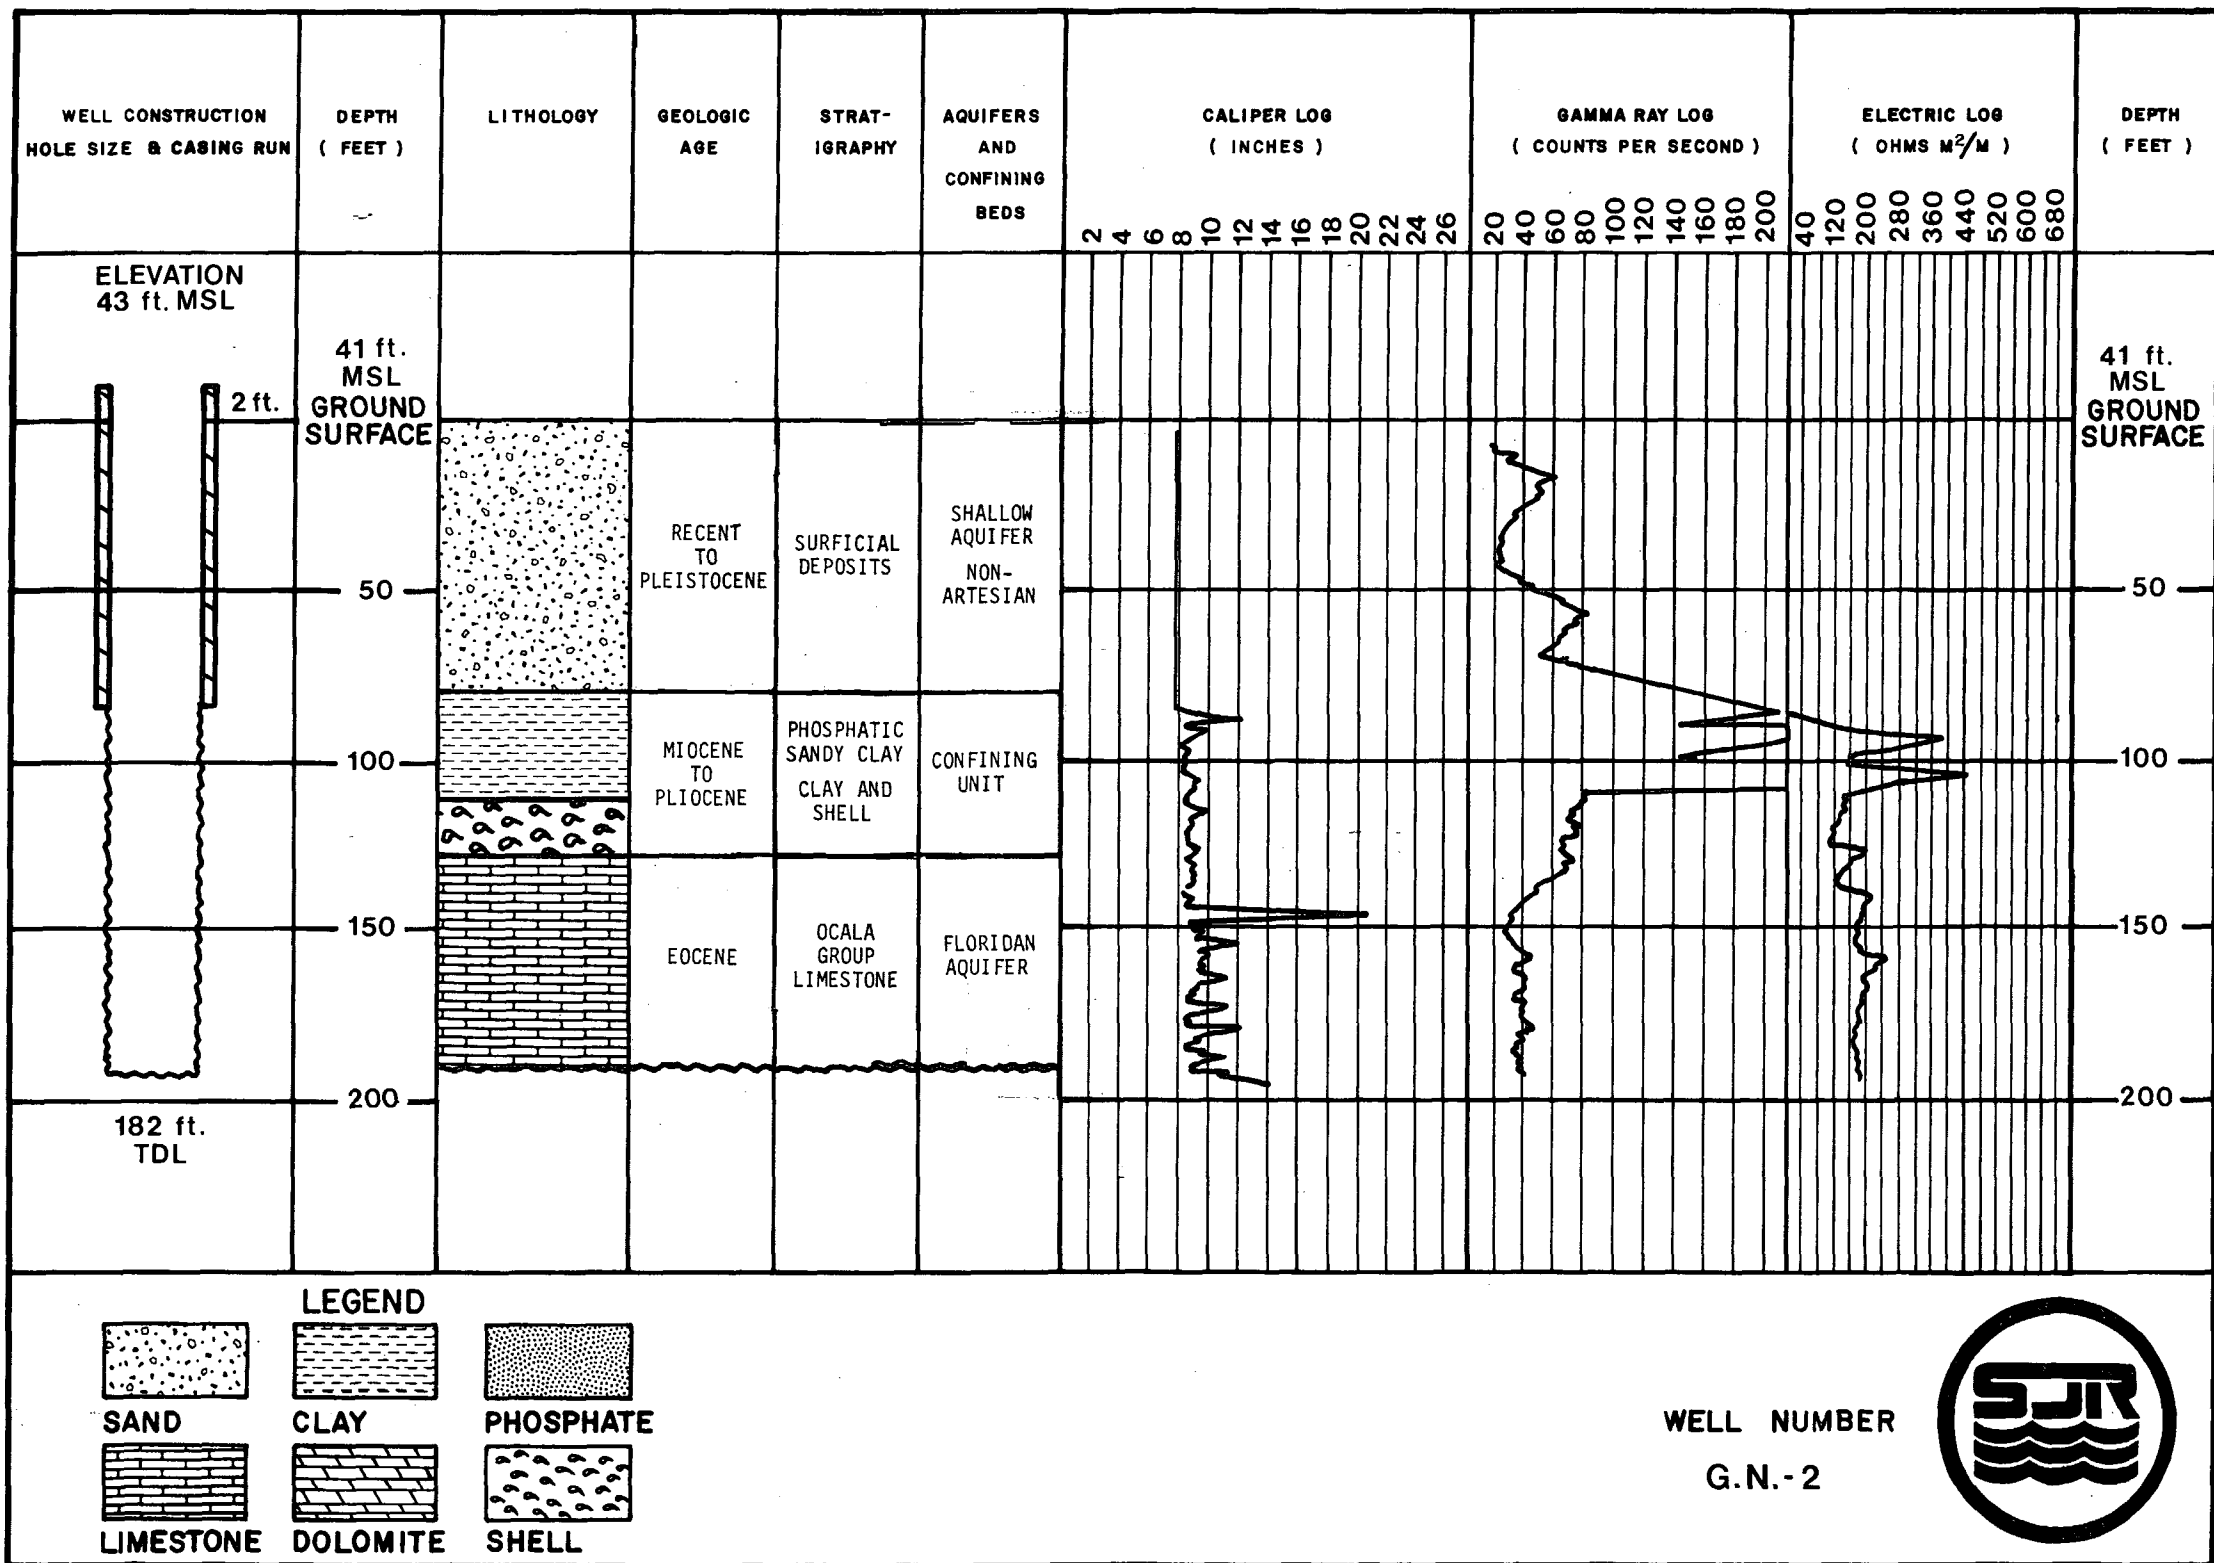 WELL CONSTRUCTION
HOLE SIZE & CASING RUN
DEPTH
( FEET )
LITHOLOGY
GEOLOGIC
AGE
STRAT-
IGRAPHY
AQUIFERS
AND
CONFINING
BEDS
CALIPER LOG
( INCHES )
2 4 6 8 10 12 14 16 18 20 22 24 26
GAMMA RAY LOG
( COUNTS PER SECOND )
20 40 60 80 100 120 140 160 180 200
ELECTRIC LOG
( OHMS M²/M )
40 120 200 280 360 440 520 600 680
DEPTH
( FEET )
ELEVATION
43 ft. MSL
2 ft.
182 ft.
TDL
41 ft.
MSL
GROUND
SURFACE
50
100
150
200
RECENT
TO
PLEISTOCENE
MIOCENE
TO
PLIOCENE
EOCENE
SURFICIAL
DEPOSITS
PHOSPHATIC
SANDY CLAY
CLAY AND
SHELL
OCALA
GROUP
LIMESTONE
SHALLOW
AQUIFER
NON-
ARTESIAN
CONFINING
UNIT
FLORIDAN
AQUIFER
41 ft.
MSL
GROUND
SURFACE
50
100
150
200
LEGEND
SAND CLAY PHOSPHATE
LIMESTONE DOLOMITE SHELL
WELL NUMBER
G.N.-2
SJR